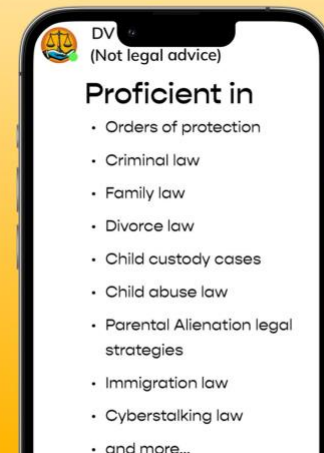 DV
(Not legal advice)
Proficient in
• Orders of protection
• Criminal law
• Family law
• Divorce law
• Child custody cases
• Child abuse law
• Parental Alienation legal
strategies
• Immigration law
• Cyberstalking law
• and more...